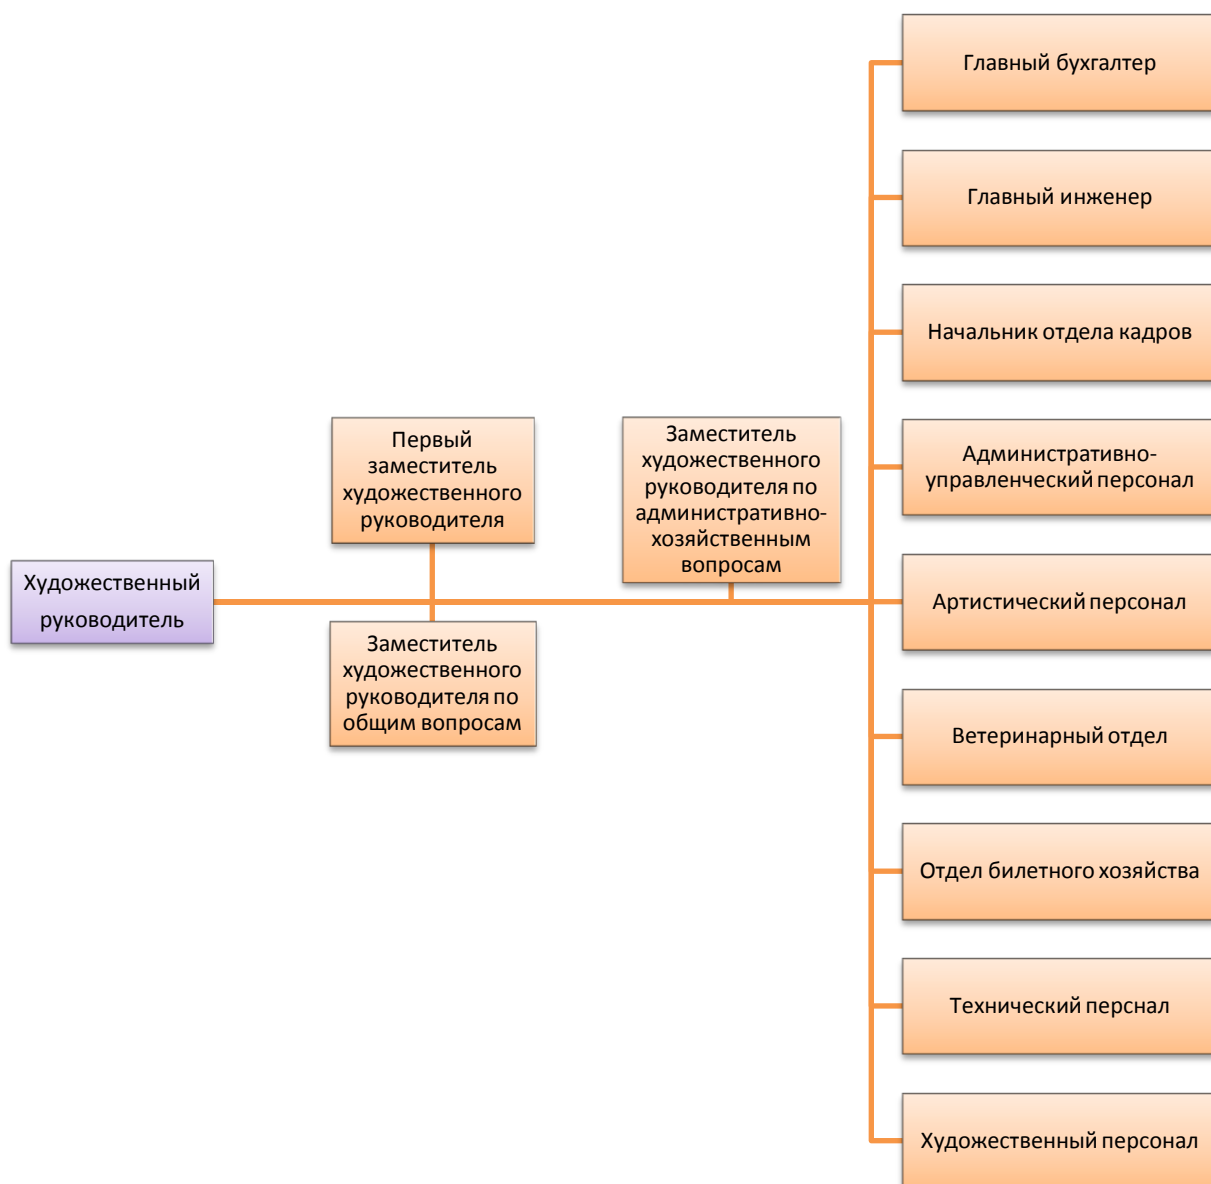 Главный бухгалтер
Главный инженер
Начальник отдела кадров
Административно-
управленческий персонал
Первый
заместитель
художественного
руководителя
Заместитель
художественного
руководителя по
административно-
хозяйственным
вопросам
Художественный
руководитель
Заместитель
художественного
руководителя по
общим вопросам
Артистический персонал
Ветеринарный отдел
Отдел билетного хозяйства
Технический перснал
Художественный персонал